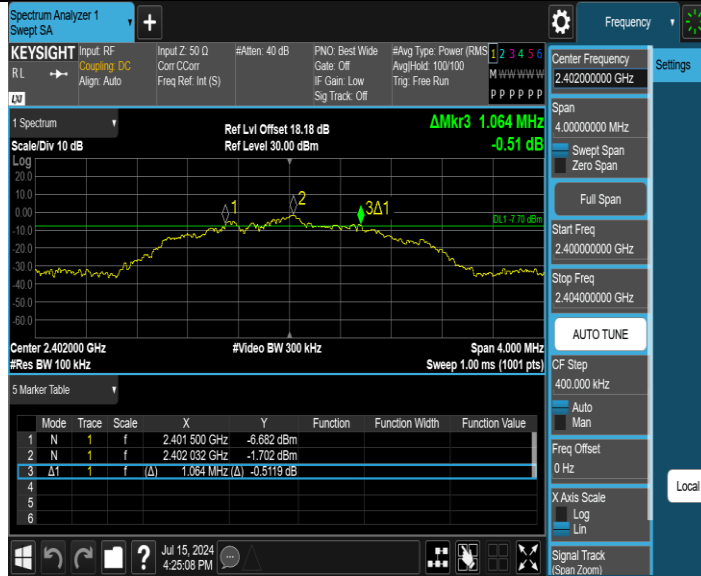 Spectrum Analyzer 1
Swept SA
+
Frequency
KEYSIGHT
RL
LXI
Input: RF
Coupling: DC
Align: Auto
Input Z: 50 Ω
Corr CCorr
Freq Ref: Int (S)
#Atten: 40 dB
PNO: Best Wide
Gate: Off
IF Gain: Low
Sig Track: Off
#Avg Type: Power (RMS
Avg|Hold: 100/100
Trig: Free Run
1 2 3 4 5 6
M W W W W W
P P P P P P
Settings
1 Spectrum
Scale/Div 10 dB
Ref Lvl Offset 18.18 dB
Ref Level 30.00 dBm
ΔMkr3 1.064 MHz
-0.51 dB
Log
20.0
10.0
0.00
-10.0
-20.0
-30.0
-40.0
-50.0
-60.0
1
2
3Δ1
DL1 -7.70 dBm
Center 2.402000 GHz
#Video BW 300 kHz
Span 4.000 MHz
#Res BW 100 kHz
Sweep 1.00 ms (1001 pts)
5 Marker Table
Mode Trace Scale X Y Function Function Width Function Value
1 N 1 f 2.401 500 GHz -6.682 dBm
2 N 1 f 2.402 032 GHz -1.702 dBm
3 Δ1 1 f (Δ) 1.064 MHz (Δ) -0.5119 dB
4
5
6
Center Frequency
2.402000000 GHz
Span
4.00000000 MHz
Swept Span
Zero Span
Full Span
Start Freq
2.400000000 GHz
Stop Freq
2.404000000 GHz
AUTO TUNE
CF Step
400.000 kHz
Auto
Man
Freq Offset
0 Hz
X Axis Scale
Log
Lin
Signal Track
(Span Zoom)
Local
?
Jul 15, 2024
4:25:08 PM